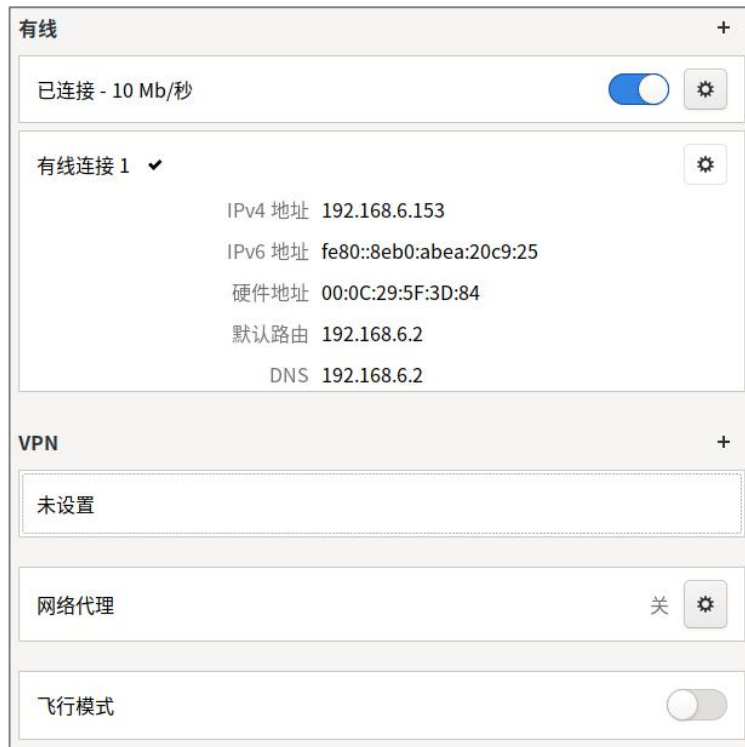 有线
已连接 - 10 Mb/秒
有线连接 1
IPv4 地址 192.168.6.153
IPv6 地址 fe80::8eb0:abea:20c9:25
硬件地址 00:0C:29:5F:3D:84
默认路由 192.168.6.2
DNS 192.168.6.2
VPN
未设置
网络代理 关
飞行模式